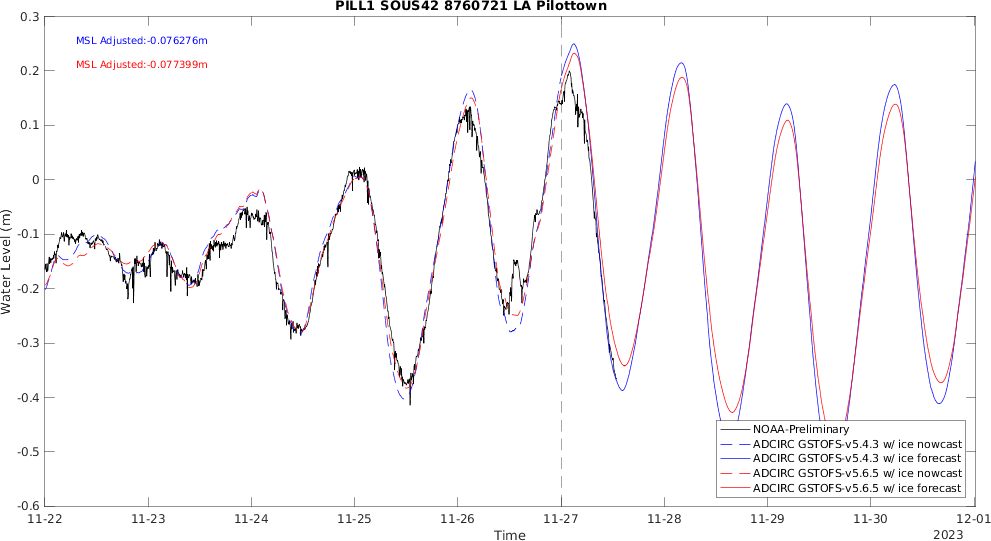 PILL1 SOUS42 8760721 LA Pilottown
MSL Adjusted:-0.076276m
MSL Adjusted:-0.077399m
0.3
0.2
0.1
0
-0.1
-0.2
-0.3
-0.4
-0.5
-0.6
Water Level (m)
NOAA-Preliminary
ADCIRC GSTOFS-v5.4.3 w/ ice nowcast
ADCIRC GSTOFS-v5.4.3 w/ ice forecast
ADCIRC GSTOFS-v5.6.5 w/ ice nowcast
ADCIRC GSTOFS-v5.6.5 w/ ice forecast
11-22 11-23 11-24 11-25 11-26 11-27 11-28 11-29 11-30 12-01
Time
2023